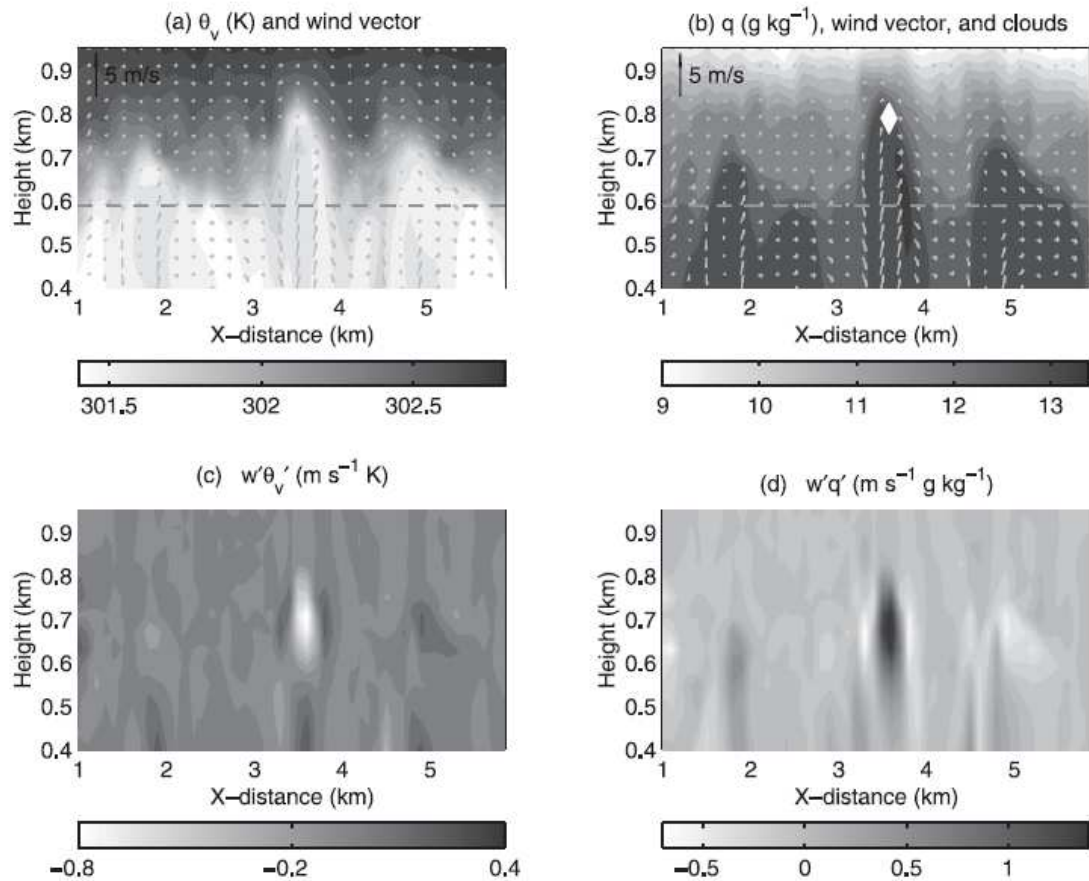 (a) θv (K) and wind vector
5 m/s
0.9
0.8
0.7
0.6
0.5
0.4
Height (km)
1 2 3 4 5
X–distance (km)
301.5 302 302.5
(b) q (g kg⁻¹), wind vector, and clouds
5 m/s
0.9
0.8
0.7
0.6
0.5
0.4
Height (km)
1 2 3 4 5
X–distance (km)
9 10 11 12 13
(c) w'θv' (m s⁻¹ K)
0.9
0.8
0.7
0.6
0.5
0.4
Height (km)
1 2 3 4 5
X–distance (km)
−0.8 −0.2 0.4
(d) w'q' (m s⁻¹ g kg⁻¹)
0.9
0.8
0.7
0.6
0.5
0.4
Height (km)
1 2 3 4 5
X–distance (km)
−0.5 0 0.5 1